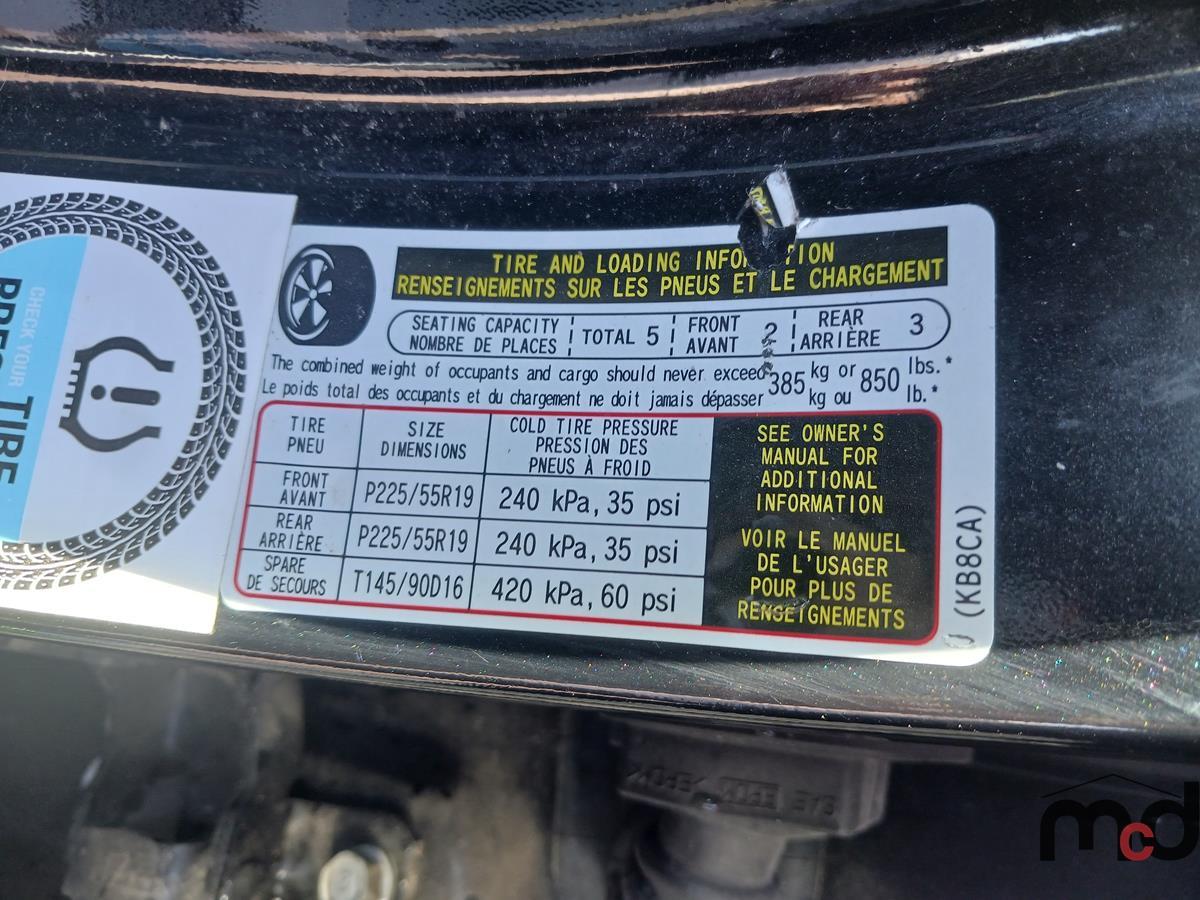 CHECK YOUR
TIRE
TIRE AND LOADING INFO TION
RENSEIGNEMENTS SUR LES PNEUS ET LE CHARGEMENT
SEATING CAPACITY
NOMBRE DE PLACES
TOTAL 5
FRONT
AVANT
2
REAR
ARRIÈRE
3
The combined weight of occupants and cargo should never exceed 385 kg or 850 lbs.*
Le poids total des occupants et du chargement ne doit jamais dépasser 385 kg ou 850 lb.*
TIRE
PNEU
SIZE
DIMENSIONS
COLD TIRE PRESSURE
PRESSION DES
PNEUS À FROID
FRONT
AVANT
P225/55R19
240 kPa, 35 psi
REAR
ARRIÈRE
P225/55R19
240 kPa, 35 psi
SPARE
DE SECOURS
T145/90D16
420 kPa, 60 psi
SEE OWNER'S
MANUAL FOR
ADDITIONAL
INFORMATION
VOIR LE MANUEL
DE L'USAGER
POUR PLUS DE
RENSEIGNEMENTS
(KB8CA)
mcd